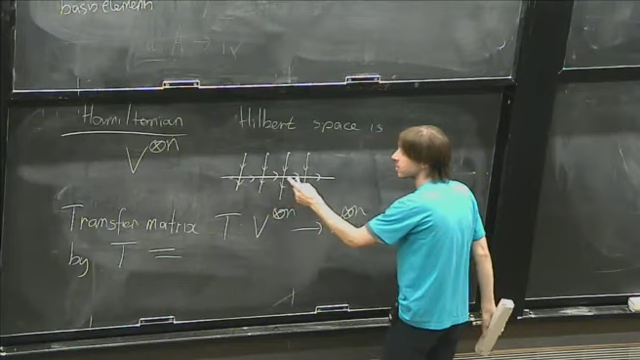 basis element
Hamiltonian
Hilbert space is
V^⊗n
Transfer matrix T: V^⊗n → ^⊗n
by T =